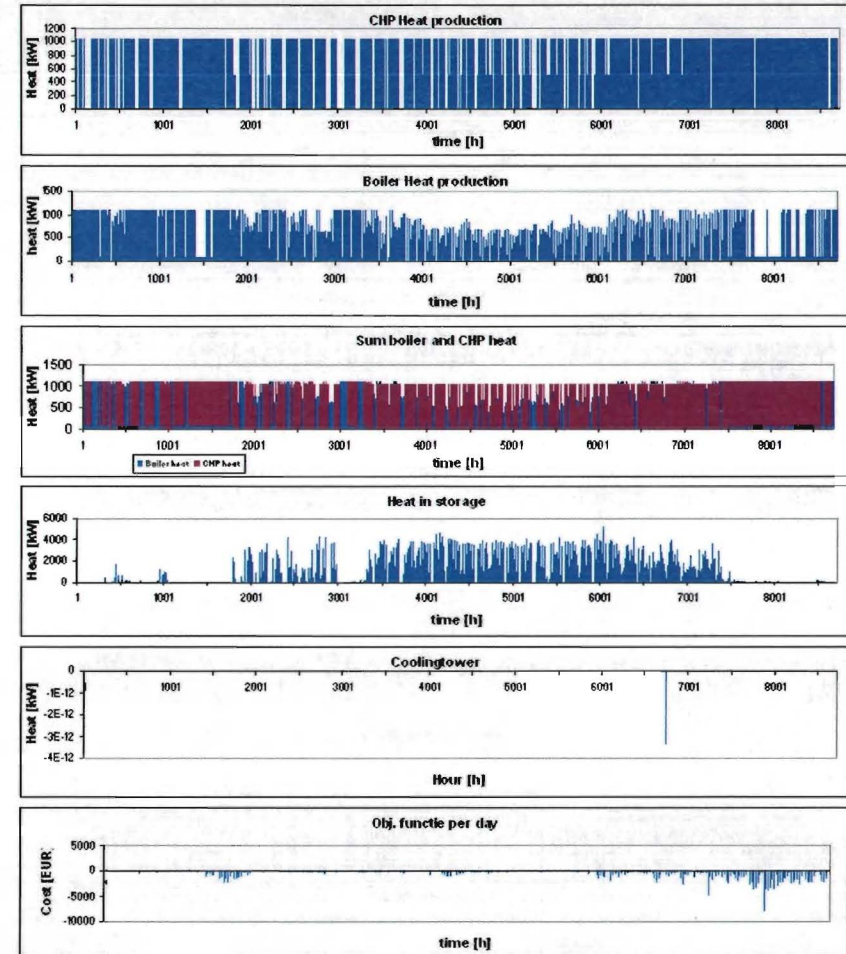 CHP Heat production
Heat [kW]
1200
1000
800
600
400
200
0
1 1001 2001 3001 4001 5001 6001 7001 8001
time [h]
Boiler Heat production
heat [kW]
1500
1000
500
0
1 1001 2001 3001 4001 5001 6001 7001 8001
time [h]
Sum boiler and CHP heat
Heat [kW]
1500
1000
500
0
1 1001 2001 3001 4001 5001 6001 7001 8001
Boiler heat CHP heat
time [h]
Heat in storage
Heat [kW]
6000
4000
2000
0
1 1001 2001 3001 4001 5001 6001 7001 8001
time [h]
Coolingtower
Heat [kW]
0
-1E-12
-2E-12
-3E-12
-4E-12
1 1001 2001 3001 4001 5001 6001 7001 8001
Hour [h]
Obj. functie per day
Cost [EUR]
5000
0
-5000
-10000
time [h]